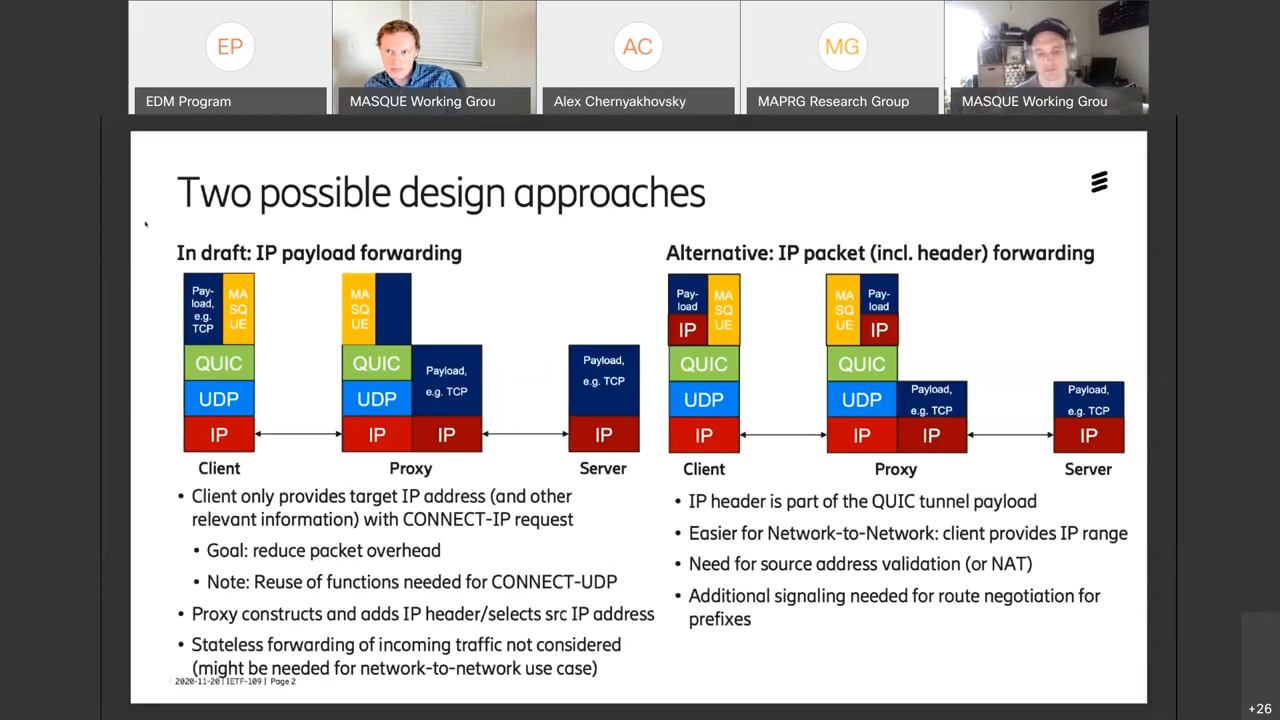 EP
AC
MG
EDM Program
MASQUE Working Grou
Alex Chernyakhovsky
MAPRG Research Group
MASQUE Working Grou
Two possible design approaches
In draft: IP payload forwarding
Pay-
load,
e.g.
TCP
MA
SQ
UE
QUIC
UDP
IP
Client
MA
SQ
UE
QUIC
UDP
IP
Payload,
e.g. TCP
IP
Proxy
Payload,
e.g. TCP
IP
Server
• Client only provides target IP address (and other
relevant information) with CONNECT-IP request
• Goal: reduce packet overhead
• Note: Reuse of functions needed for CONNECT-UDP
• Proxy constructs and adds IP header/selects src IP address
• Stateless forwarding of incoming traffic not considered
(might be needed for network-to-network use case)
Alternative: IP packet (incl. header) forwarding
Pay-
load
IP
MA
SQ
UE
QUIC
UDP
IP
Client
MA
SQ
UE
Pay-
load
IP
QUIC
UDP
IP
Payload,
e.g. TCP
IP
Proxy
Payload,
e.g. TCP
IP
Server
• IP header is part of the QUIC tunnel payload
• Easier for Network-to-Network: client provides IP range
• Need for source address validation (or NAT)
• Additional signaling needed for route negotiation for
prefixes
2020-11-20 | IETF-109 | Page 2
+26